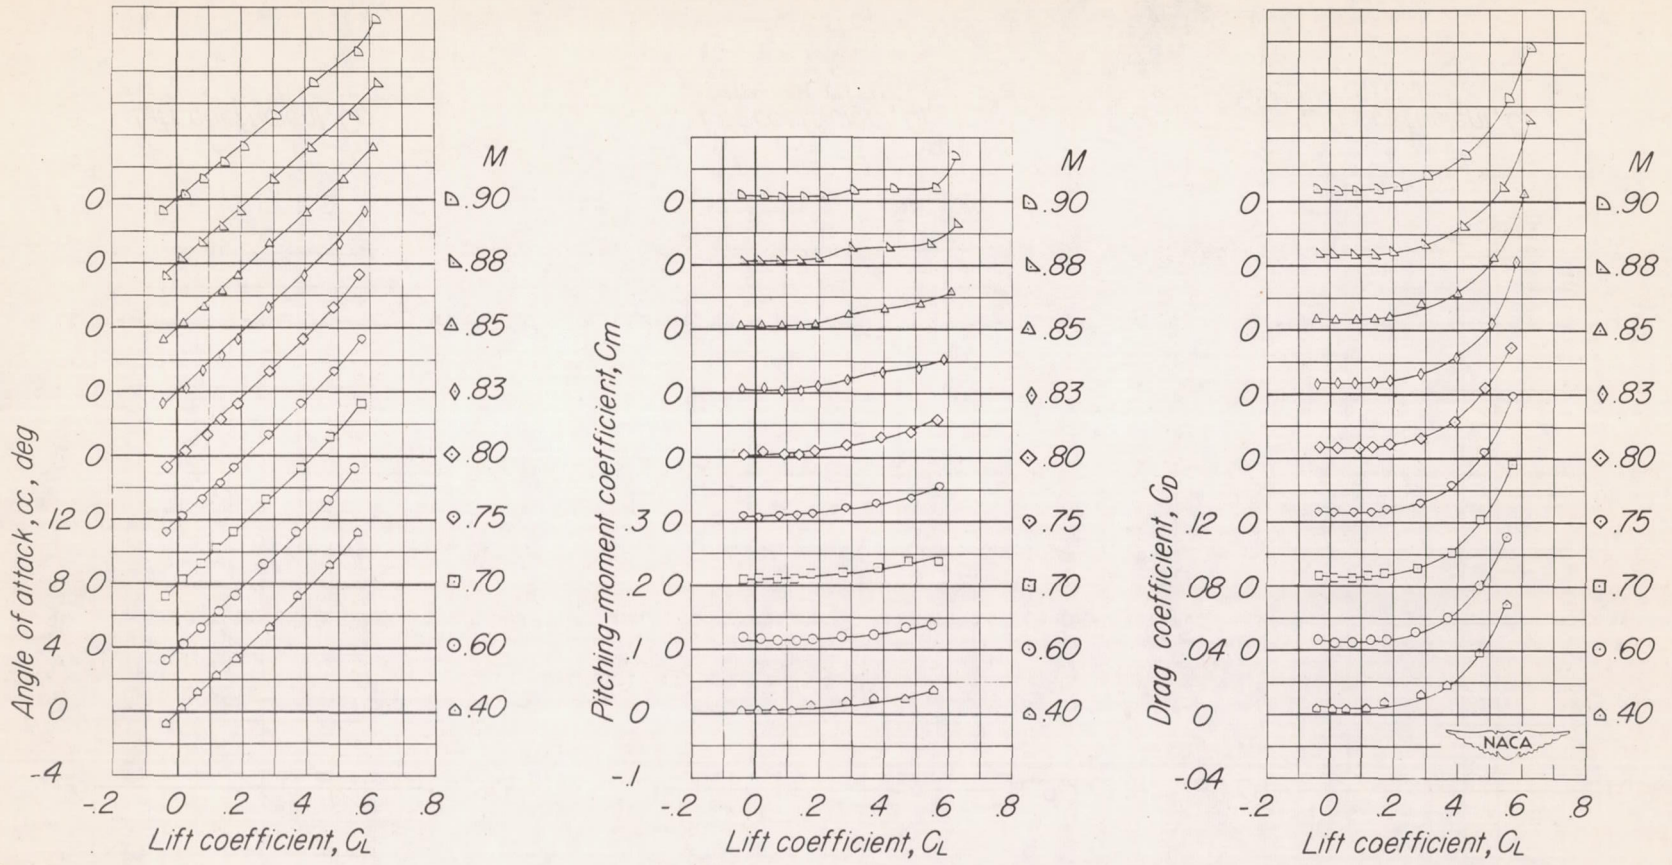 M
0 .90
0 .88
0 .85
0 .83
0 .80
12 0 .75
8 0 .70
4 0 .60
0 .40
-4
-.2 0 .2 .4 .6 .8
Angle of attack, α, deg
Lift coefficient, CL
M
0 .90
0 .88
0 .85
0 .83
0 .80
.3 0 .75
.2 0 .70
.1 0 .60
0 .40
-.1
-.2 0 .2 .4 .6 .8
Pitching-moment coefficient, Cm
Lift coefficient, CL
M
0 .90
0 .88
0 .85
0 .83
0 .80
.12 0 .75
.08 0 .70
.04 0 .60
0 .40
NACA
-.04
-.2 0 .2 .4 .6 .8
Drag coefficient, CD
Lift coefficient, CL